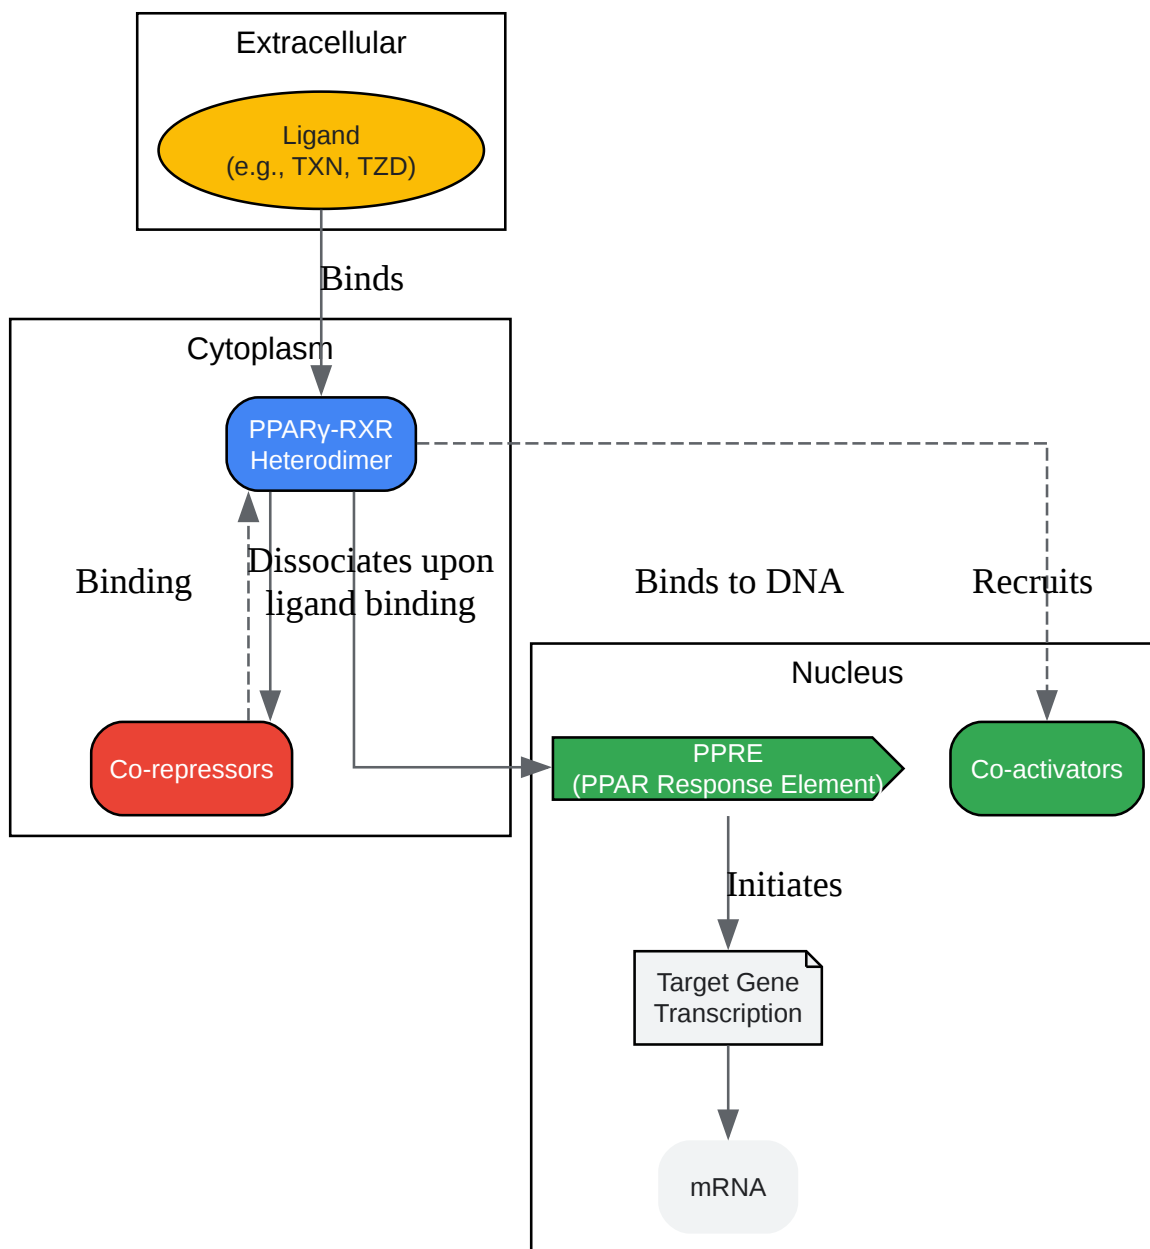 Extracellular
Ligand
(e.g., TXN, TZD)
Binds
Cytoplasm
PPARγ-RXR
Heterodimer
Binding
Dissociates upon
ligand binding
Binds to DNA
Recruits
Nucleus
Co-repressors
PPRE
(PPAR Response Element)
Co-activators
Initiates
Target Gene
Transcription
mRNA